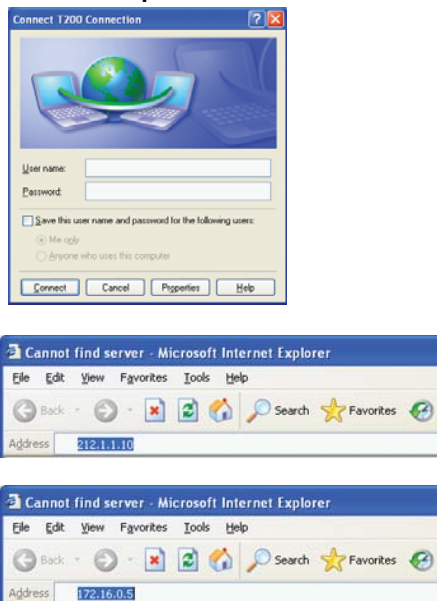 Connect T200 Connection
User name:
Password:
Save this user name and password for the following users:
Me only
Anyone who uses this computer
Connect Cancel Properties Help
Cannot find server - Microsoft Internet Explorer
File Edit View Favorites Tools Help
Back Search Favorites
Address 212.1.1.10
Cannot find server - Microsoft Internet Explorer
File Edit View Favorites Tools Help
Back Search Favorites
Address 172.16.0.5